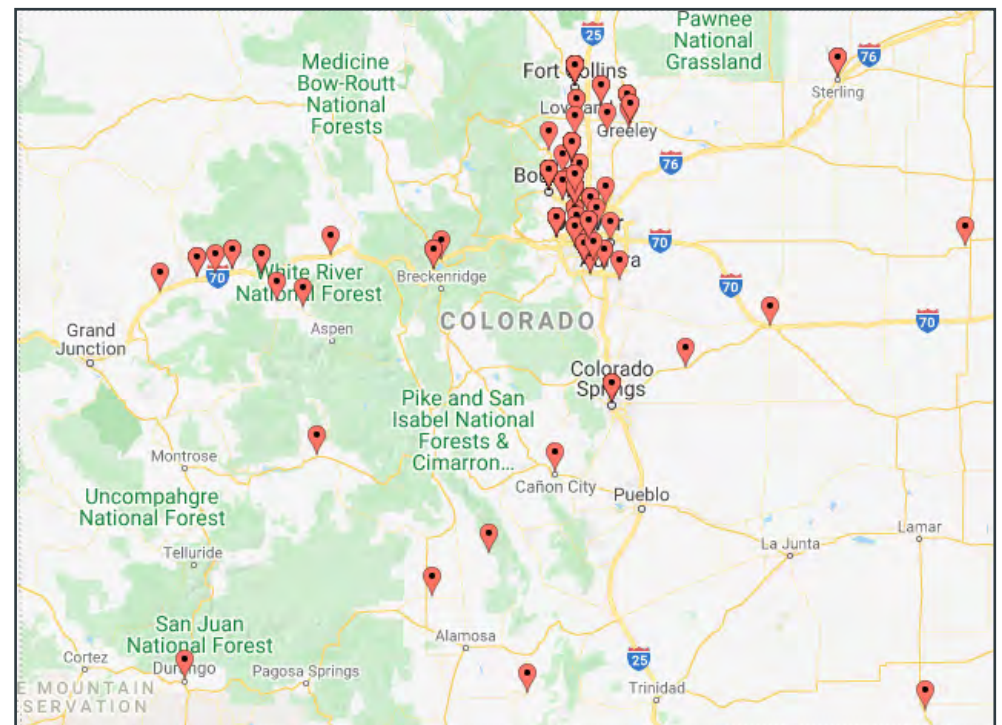 Pawnee
National
Grassland
25
76
Sterling
Medicine
Bow-Routt
National
Forests
Fort Collins
Greeley
76
70
White River
National Forest
70
Breckenridge
Aspen
COLORADO
70
70
Grand
Junction
Colorado
Springs
Pike and San
Isabel National
Forests &
Cimarron...
Montrose
Cañon City
Pueblo
Uncompahgre
National Forest
Lamar
La Junta
Telluride
San Juan
National Forest
Alamosa
Cortez
Durango
Pagosa Springs
25
Trinidad
E MOUNTAIN
SERVATION